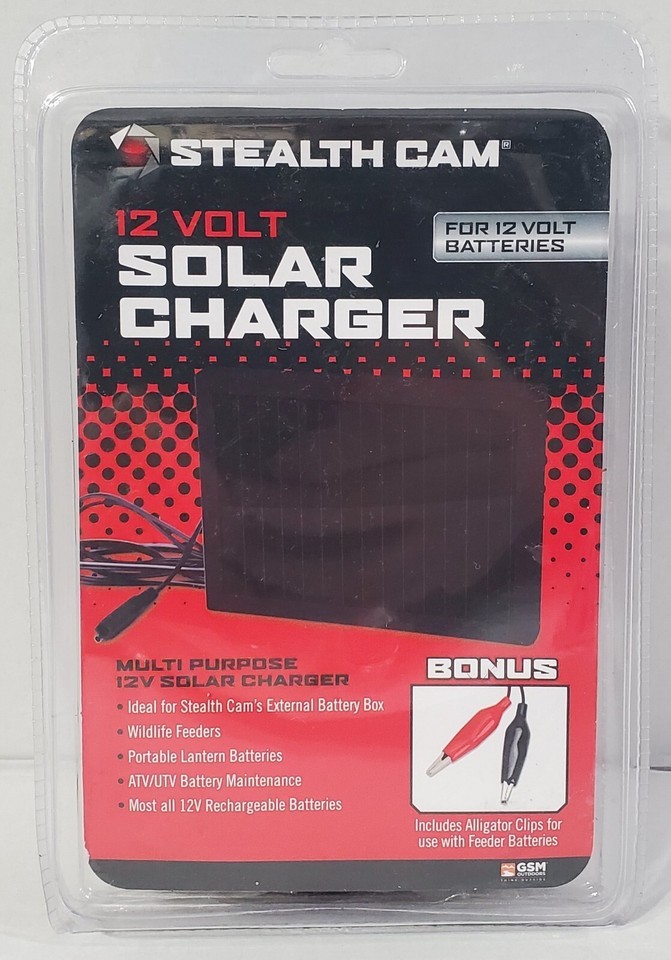 STEALTH CAM®
12 VOLT
SOLAR
CHARGER
FOR 12 VOLT
BATTERIES
MULTI PURPOSE
12V SOLAR CHARGER
• Ideal for Stealth Cam's External Battery Box
• Wildlife Feeders
• Portable Lantern Batteries
• ATV/UTV Battery Maintenance
• Most all 12V Rechargeable Batteries
BONUS
Includes Alligator Clips for
use with Feeder Batteries
GSM
OUTDOORS